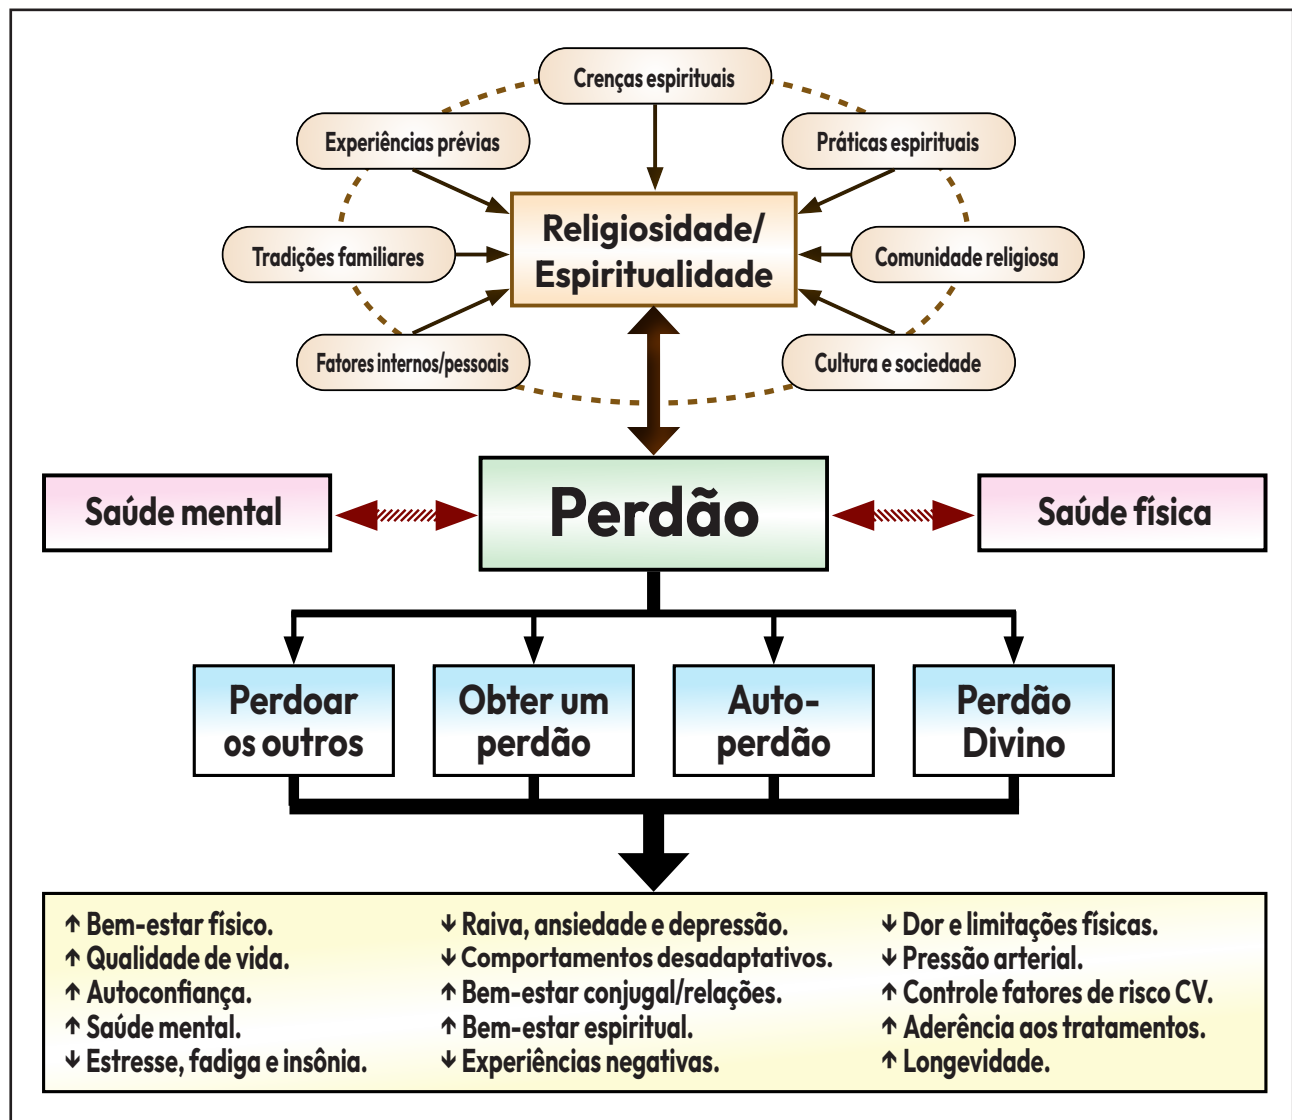 Crenças espirituais
Experiências prévias
Práticas espirituais
Religiosidade/
Espiritualidade
Tradições familiares
Comunidade religiosa
Fatores internos/pessoais
Cultura e sociedade
Saúde mental
Perdão
Saúde física
Perdoar
os outros
Obter um
perdão
Auto-
perdão
Perdão
Divino
↑ Bem-estar físico.
↑ Qualidade de vida.
↑ Autoconfiança.
↑ Saúde mental.
↓ Estresse, fadiga e insônia.
↓ Raiva, ansiedade e depressão.
↓ Comportamentos desadaptativos.
↑ Bem-estar conjugal/relações.
↑ Bem-estar espiritual.
↓ Experiências negativas.
↓ Dor e limitações físicas.
↓ Pressão arterial.
↑ Controle fatores de risco CV.
↑ Aderência aos tratamentos.
↑ Longevidade.